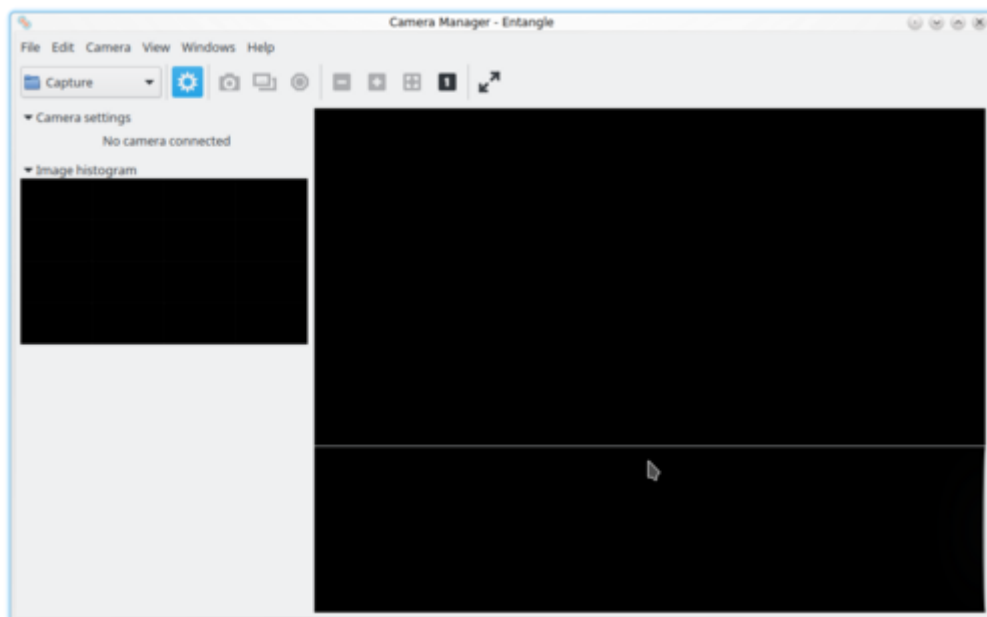 Camera Manager - Entangle
File Edit Camera View Windows Help
Capture 1
Camera settings
No camera connected
Image histogram